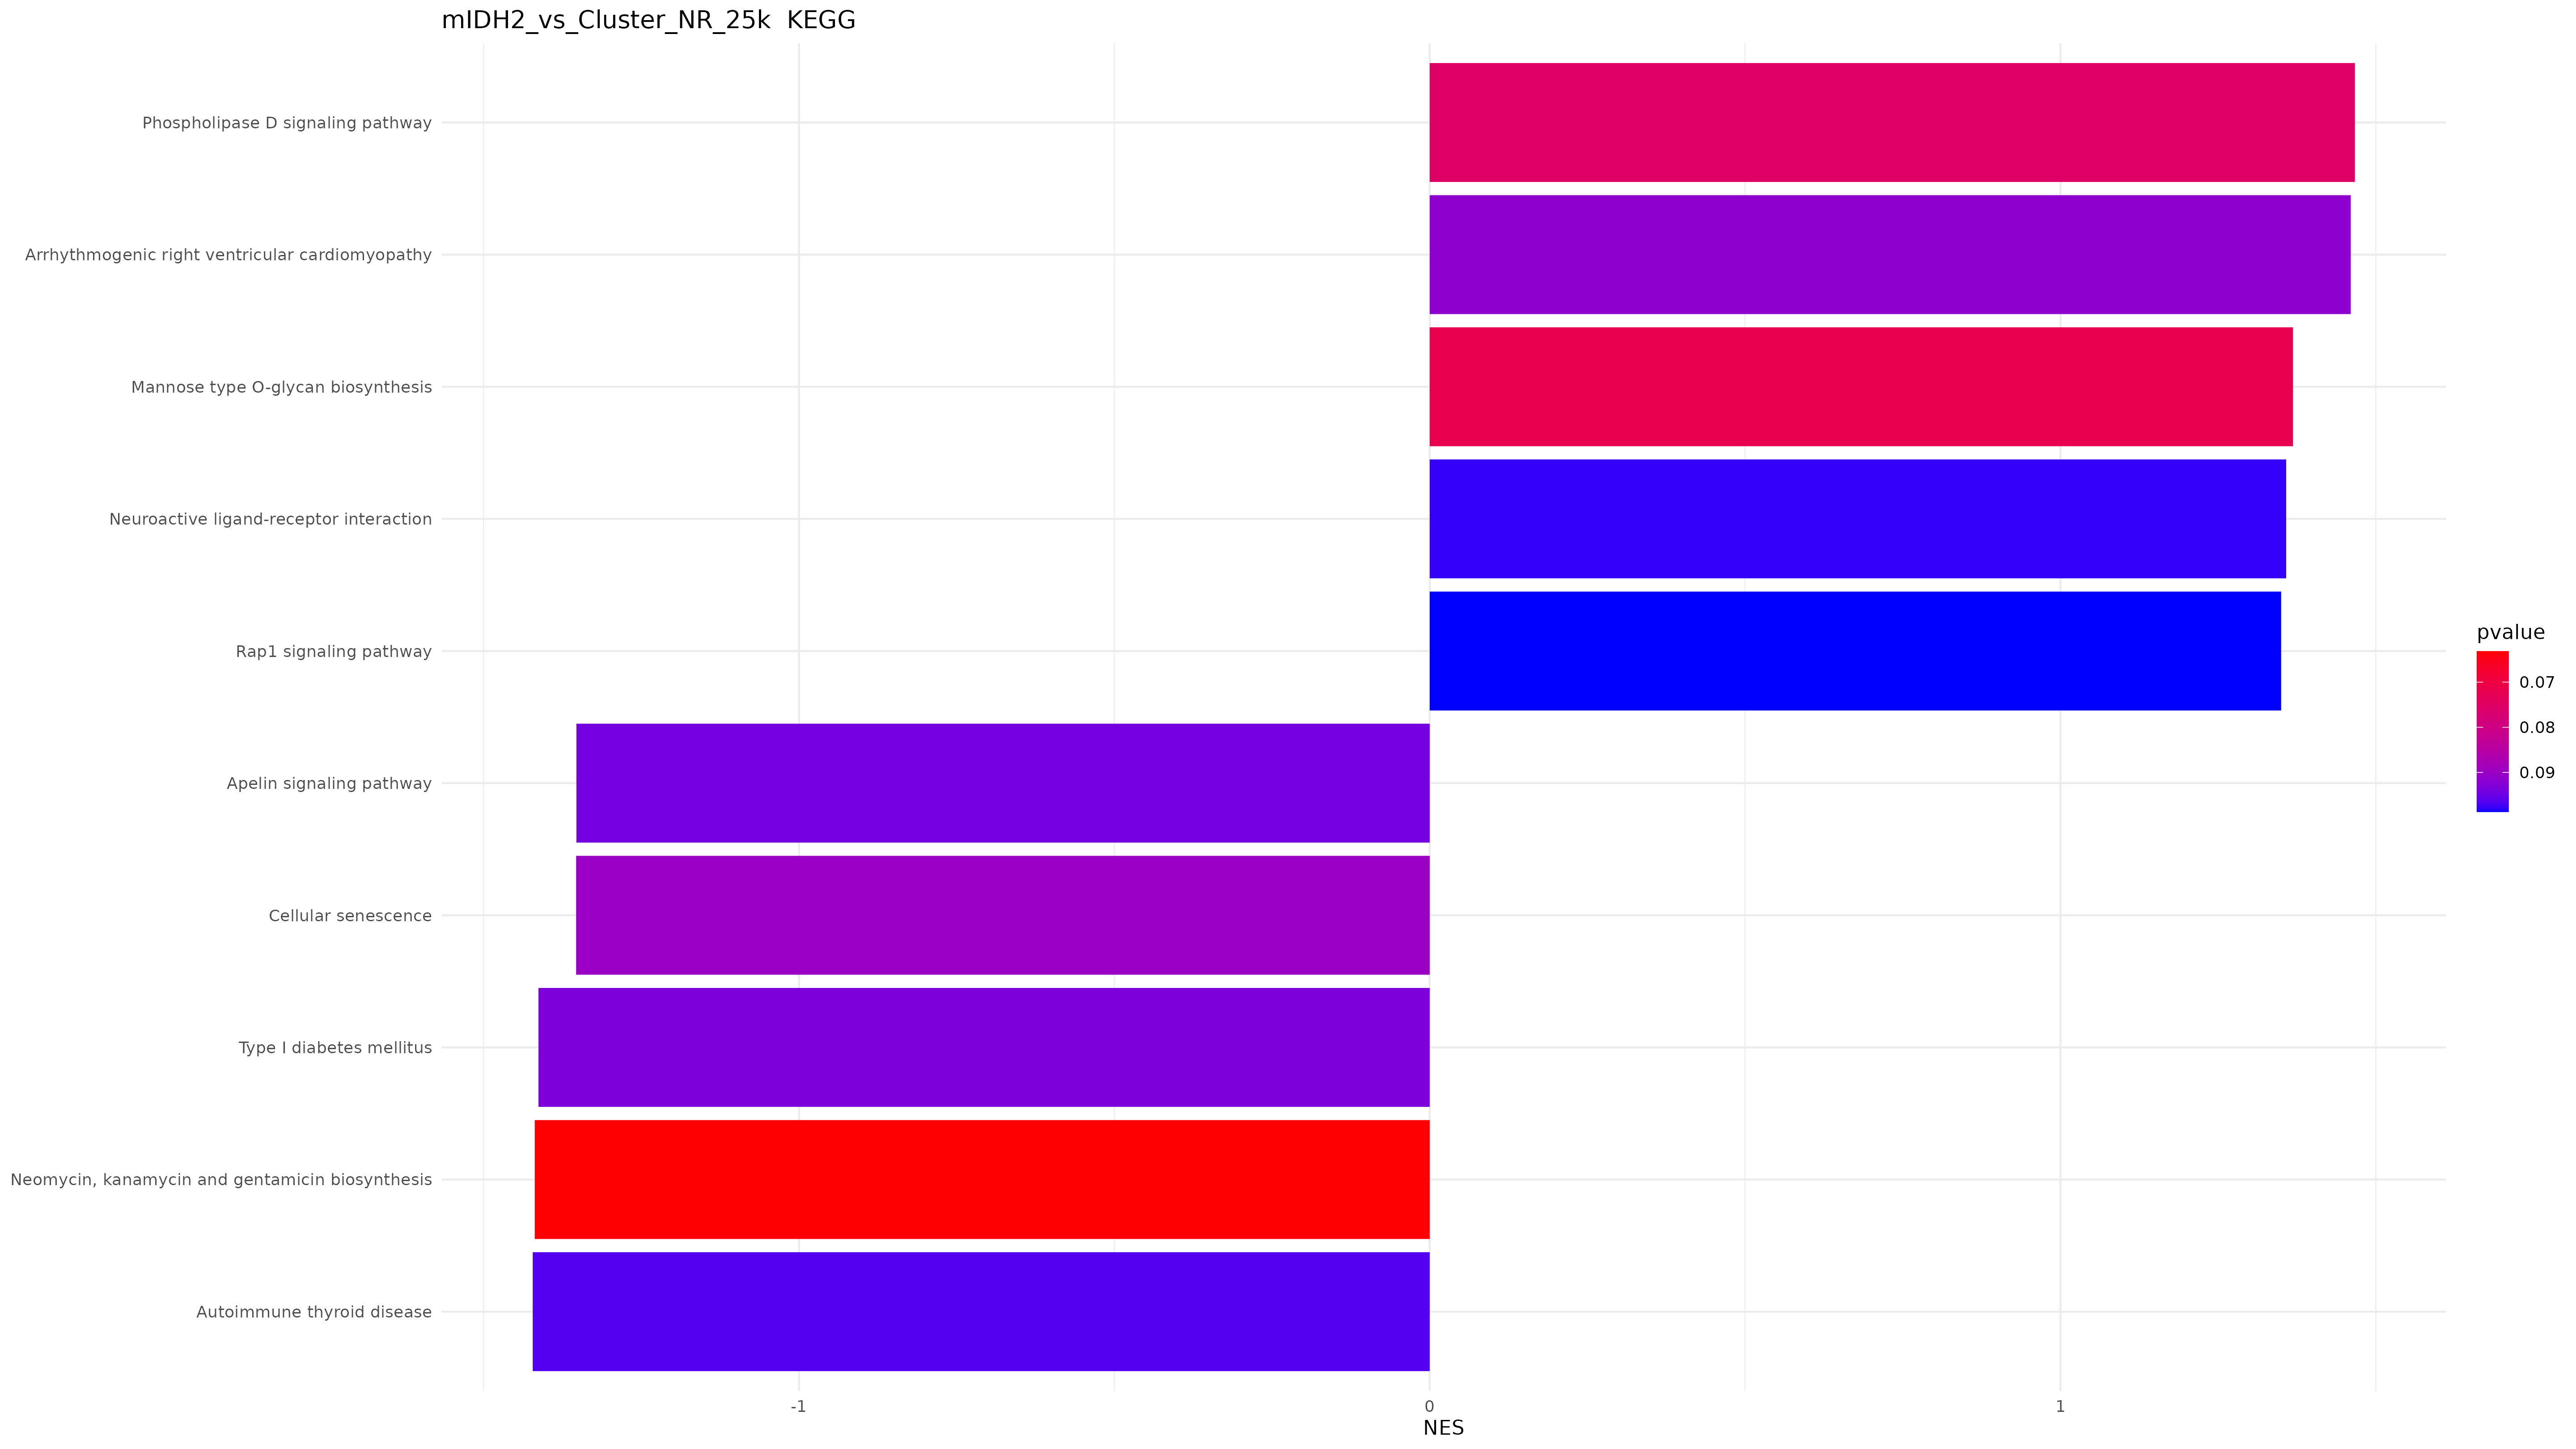 mIDH2_vs_Cluster_NR_25k  KEGG
Phospholipase D signaling pathway
Arrhythmogenic right ventricular cardiomyopathy
Mannose type O-glycan biosynthesis
Neuroactive ligand-receptor interaction
Rap1 signaling pathway
Apelin signaling pathway
Cellular senescence
Type I diabetes mellitus
Neomycin, kanamycin and gentamicin biosynthesis
Autoimmune thyroid disease
-1 0 1
NES
pvalue
0.07
0.08
0.09